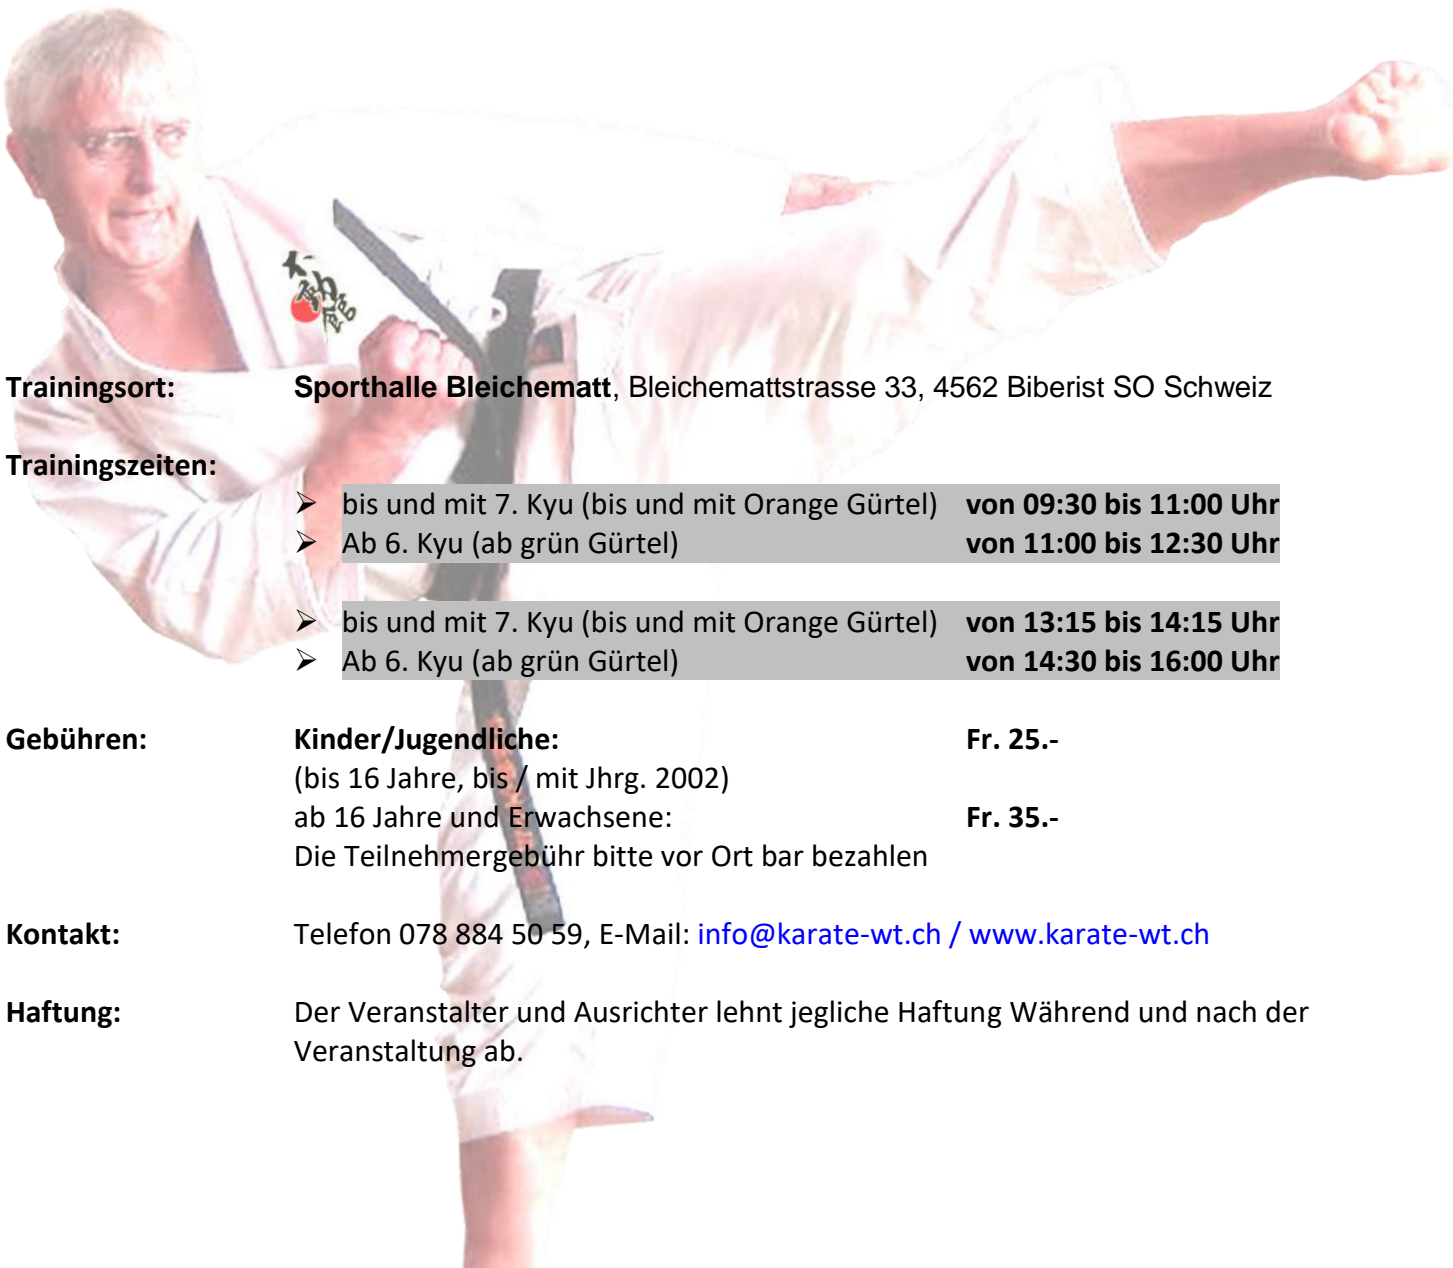 Trainingsort: Sporthalle Bleichematt, Bleichemattstrasse 33, 4562 Biberist SO Schweiz
Trainingszeiten:
➢ bis und mit 7. Kyu (bis und mit Orange Gürtel) von 09:30 bis 11:00 Uhr
➢ Ab 6. Kyu (ab grün Gürtel) von 11:00 bis 12:30 Uhr
➢ bis und mit 7. Kyu (bis und mit Orange Gürtel) von 13:15 bis 14:15 Uhr
➢ Ab 6. Kyu (ab grün Gürtel) von 14:30 bis 16:00 Uhr
Gebühren: Kinder/Jugendliche: Fr. 25.-
(bis 16 Jahre, bis / mit Jhrg. 2002)
ab 16 Jahre und Erwachsene: Fr. 35.-
Die Teilnehmergebühr bitte vor Ort bar bezahlen
Kontakt: Telefon 078 884 50 59, E-Mail: info@karate-wt.ch / www.karate-wt.ch
Haftung: Der Veranstalter und Ausrichter lehnt jegliche Haftung Während und nach der
Veranstaltung ab.